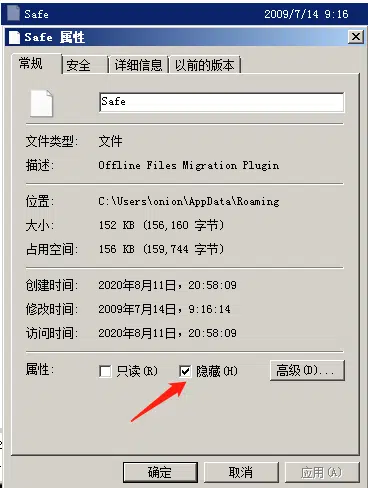 Safe 2009/7/14 9:16
Safe 属性
常规 安全 详细信息 以前的版本
Safe
文件类型: 文件
描述: Offline Files Migration Plugin
位置: C:\Users\onion\AppData\Roaming
大小: 152 KB (156,160 字节)
占用空间: 156 KB (159,744 字节)
创建时间: 2020年8月11日，20:58:09
修改时间: 2009年7月14日，9:16:14
访问时间: 2020年8月11日，20:58:09
属性: 只读(R) 隐藏(H) 高级(D)...
确定 取消 应用(A)